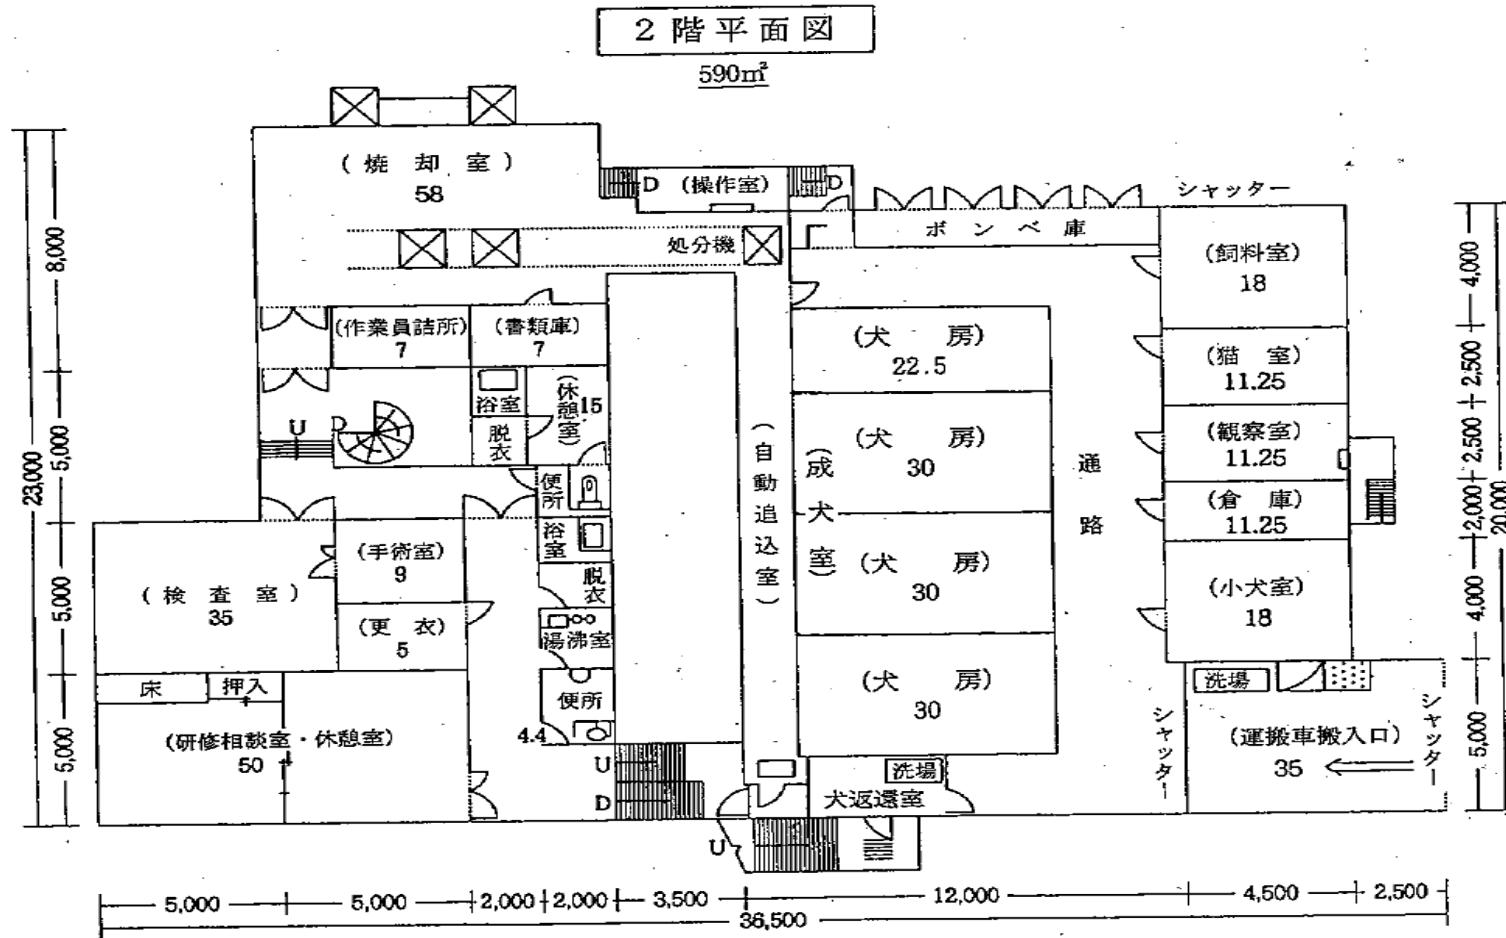 2階平面図
590㎡
(焼却室)
58
D
(操作室)
D
シャッター
ボンベ庫
処分機
(飼料室)
18
(作業員詰所)
7
(書類庫)
7
(犬 房)
22.5
(猫 室)
11.25
浴室
(休憩室)
15
脱衣
U
D
(自動追込室)
(成犬室)
(犬 房)
30
通路
(観察室)
11.25
便所
(倉 庫)
11.25
浴室
(手術室)
9
脱衣
(犬 房)
30
(検査室)
35
(小犬室)
18
(更 衣)
5
湯沸室
床
押入
便所
(犬 房)
30
洗場
(研修相談室・休憩室)
50
4.4
シャッター
(運搬車搬入口)
35
シャッター
U
D
洗場
犬返還室
U
23,000
8,000
5,000
5,000
5,000
4,000
2,500
2,500
2,000
4,000
5,000
20,000
5,000
5,000
2,000
2,000
3,500
12,000
4,500
2,500
36,500